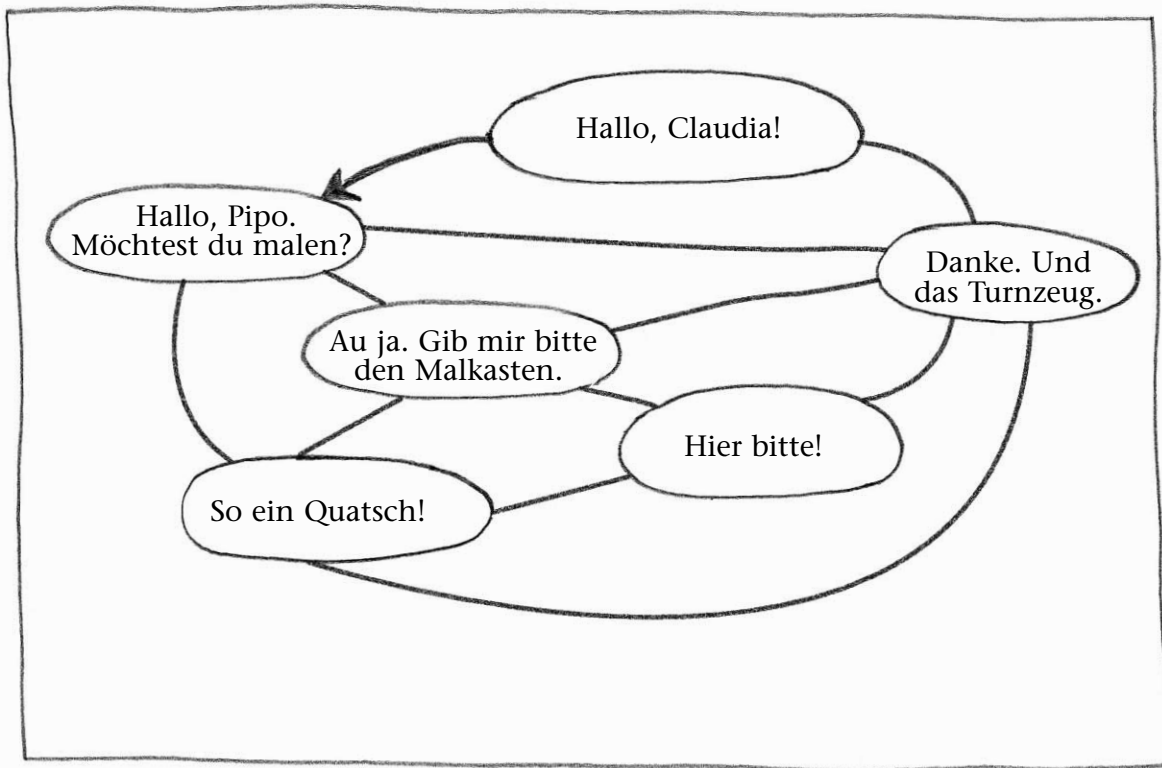 Hallo, Claudia!
Hallo, Pipo.
Möchtest du malen?
Danke. Und
das Turnzeug.
Au ja. Gib mir bitte
den Malkasten.
Hier bitte!
So ein Quatsch!